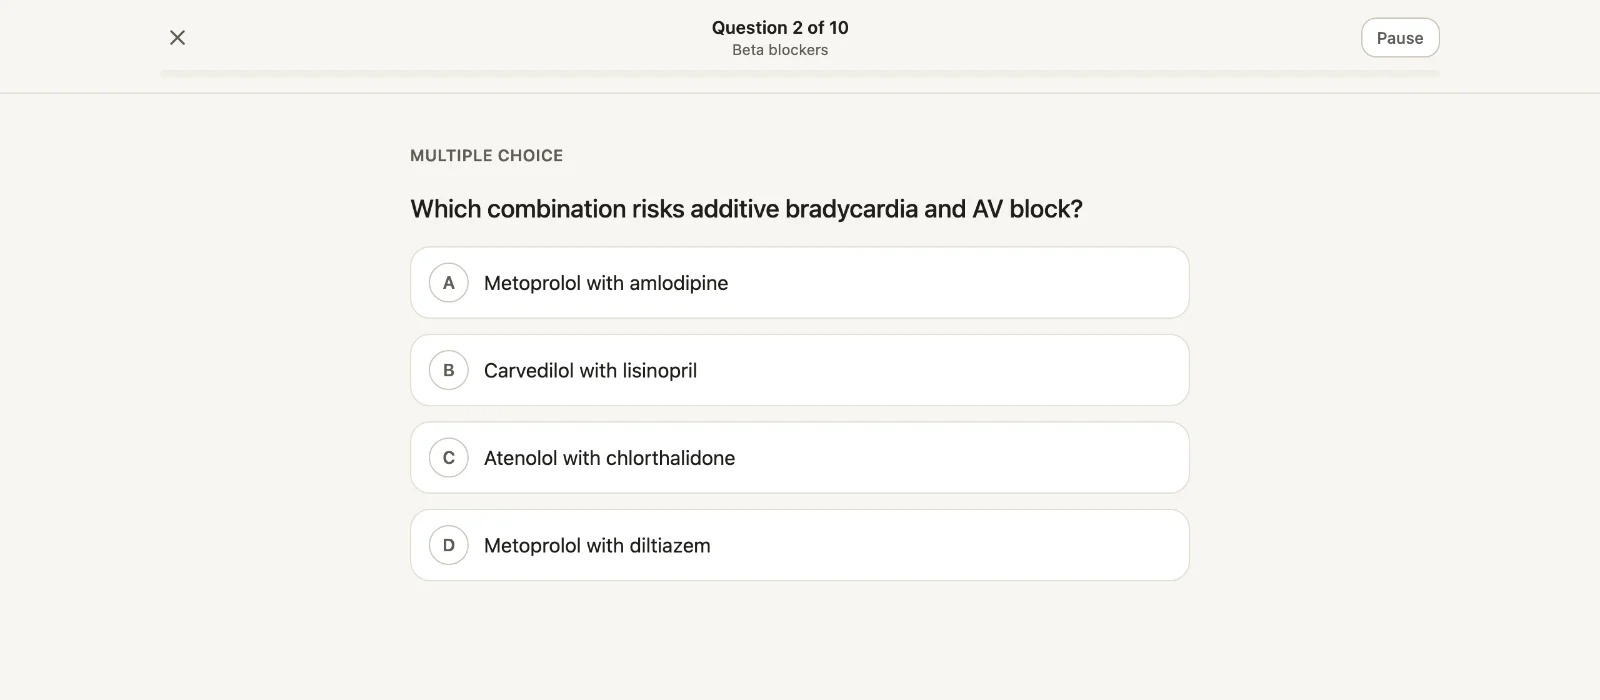 Question 2 of 10
Beta blockers
Pause
MULTIPLE CHOICE
Which combination risks additive bradycardia and AV block?
A Metoprolol with amlodipine
B Carvedilol with lisinopril
C Atenolol with chlorthalidone
D Metoprolol with diltiazem